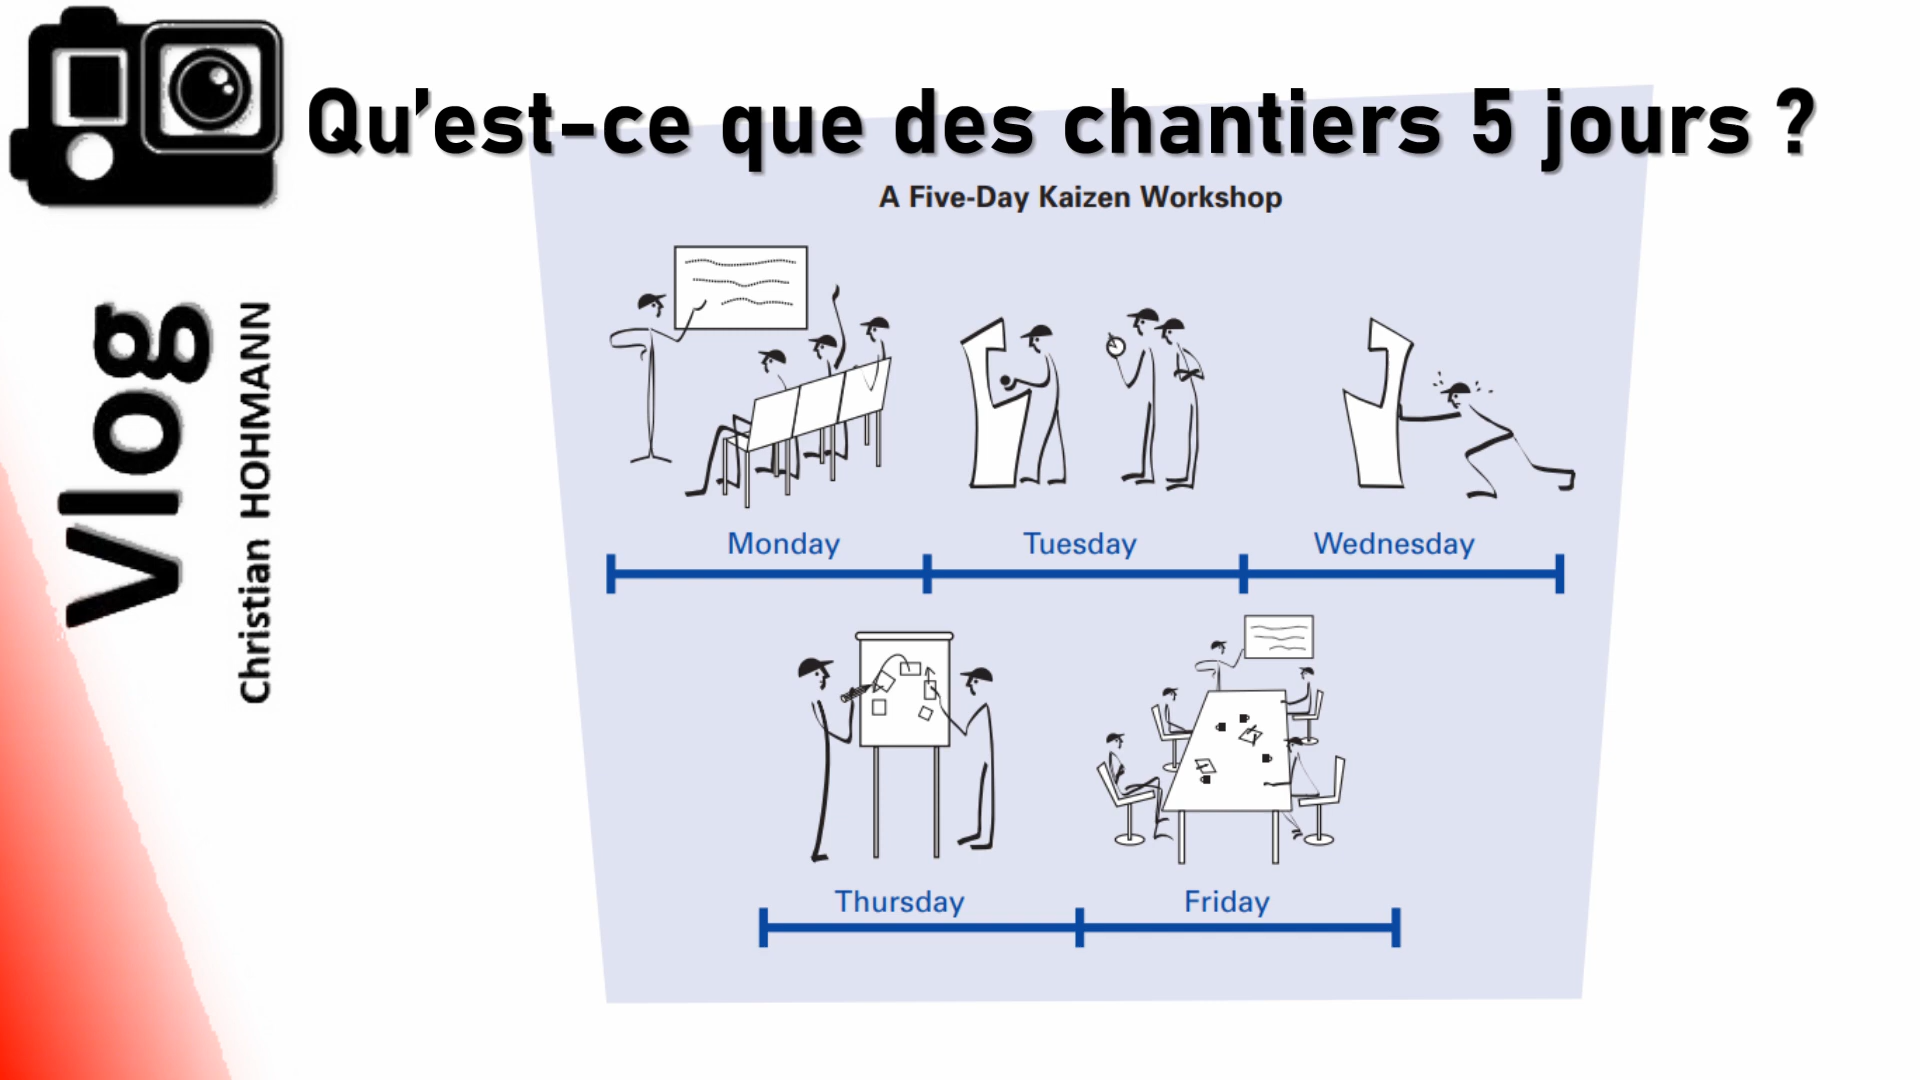 Qu'est-ce que des chantiers 5 jours ?
A Five-Day Kaizen Workshop
Monday
Tuesday
Wednesday
Thursday
Friday
Vlog
Christian HOHMANN